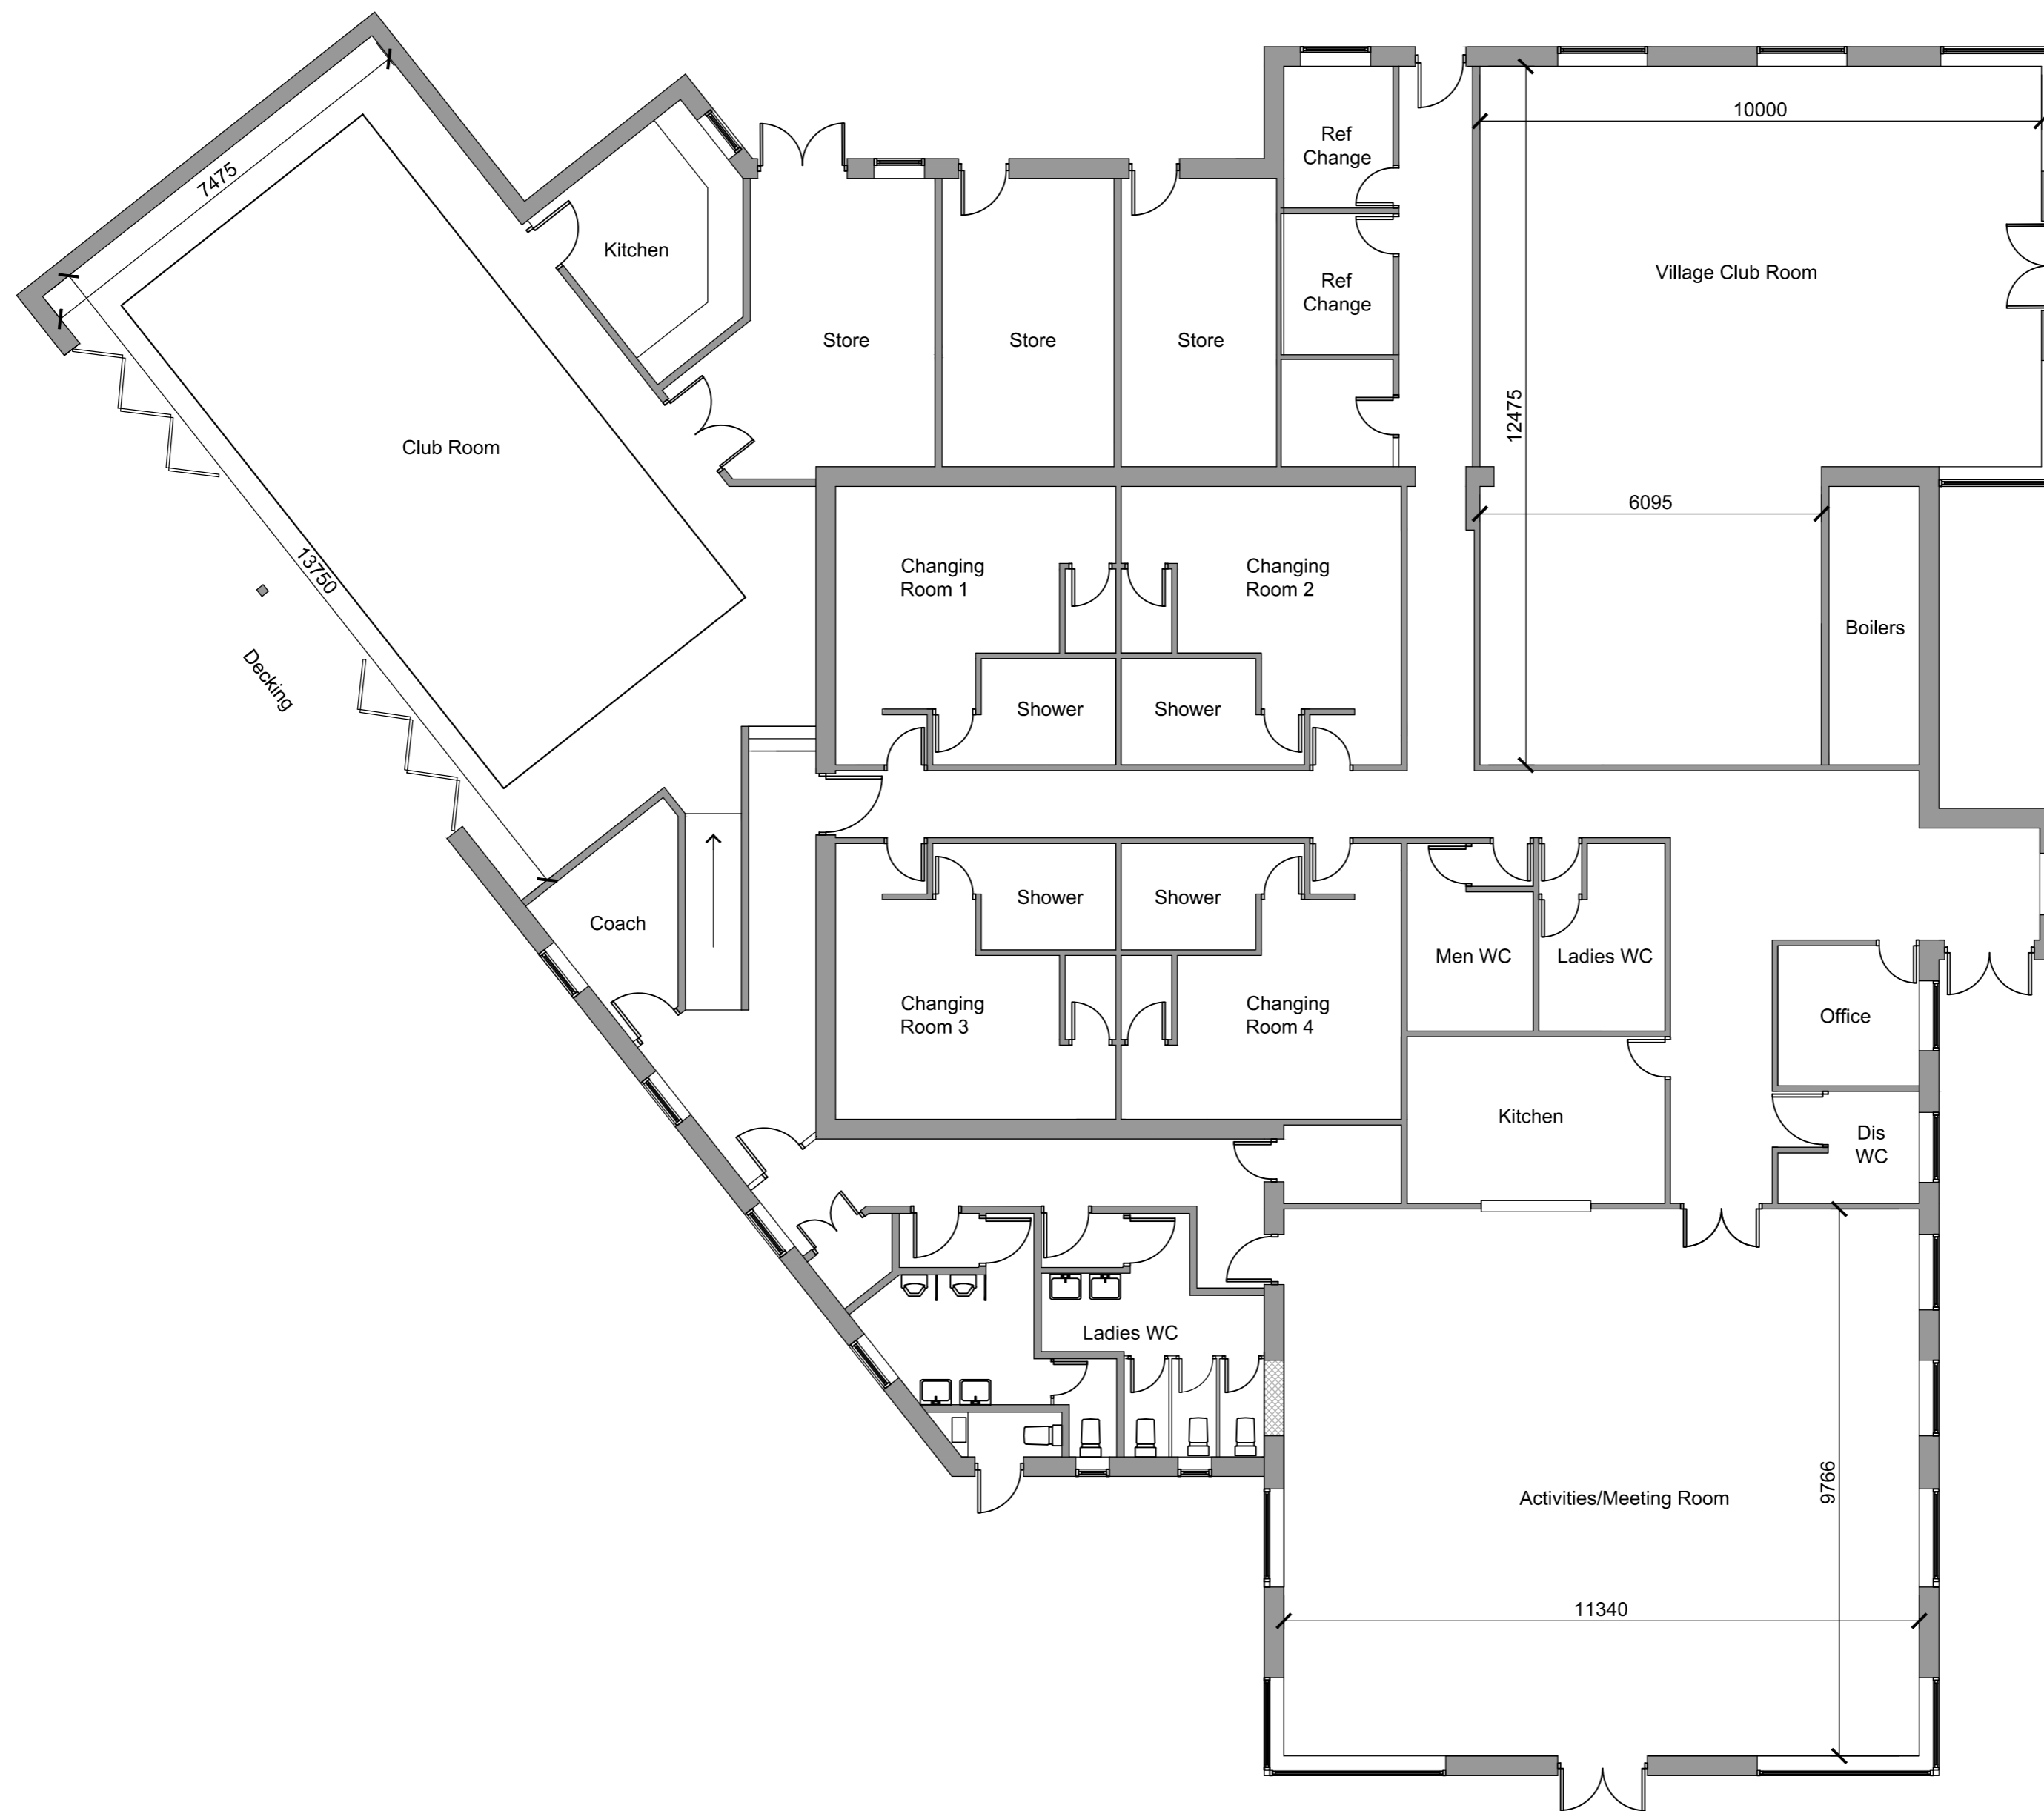 10000
Ref
Change
7475
Kitchen
Village Club Room
Ref
Change
Store
Store
Store
12475
Club Room
6095
13750
Changing
Room 1
Changing
Room 2
Boilers
Decking
Shower
Shower
Shower
Shower
Coach
Men WC
Ladies WC
Changing
Room 3
Changing
Room 4
Office
Kitchen
Dis
WC
Ladies WC
9766
Activities/Meeting Room
11340